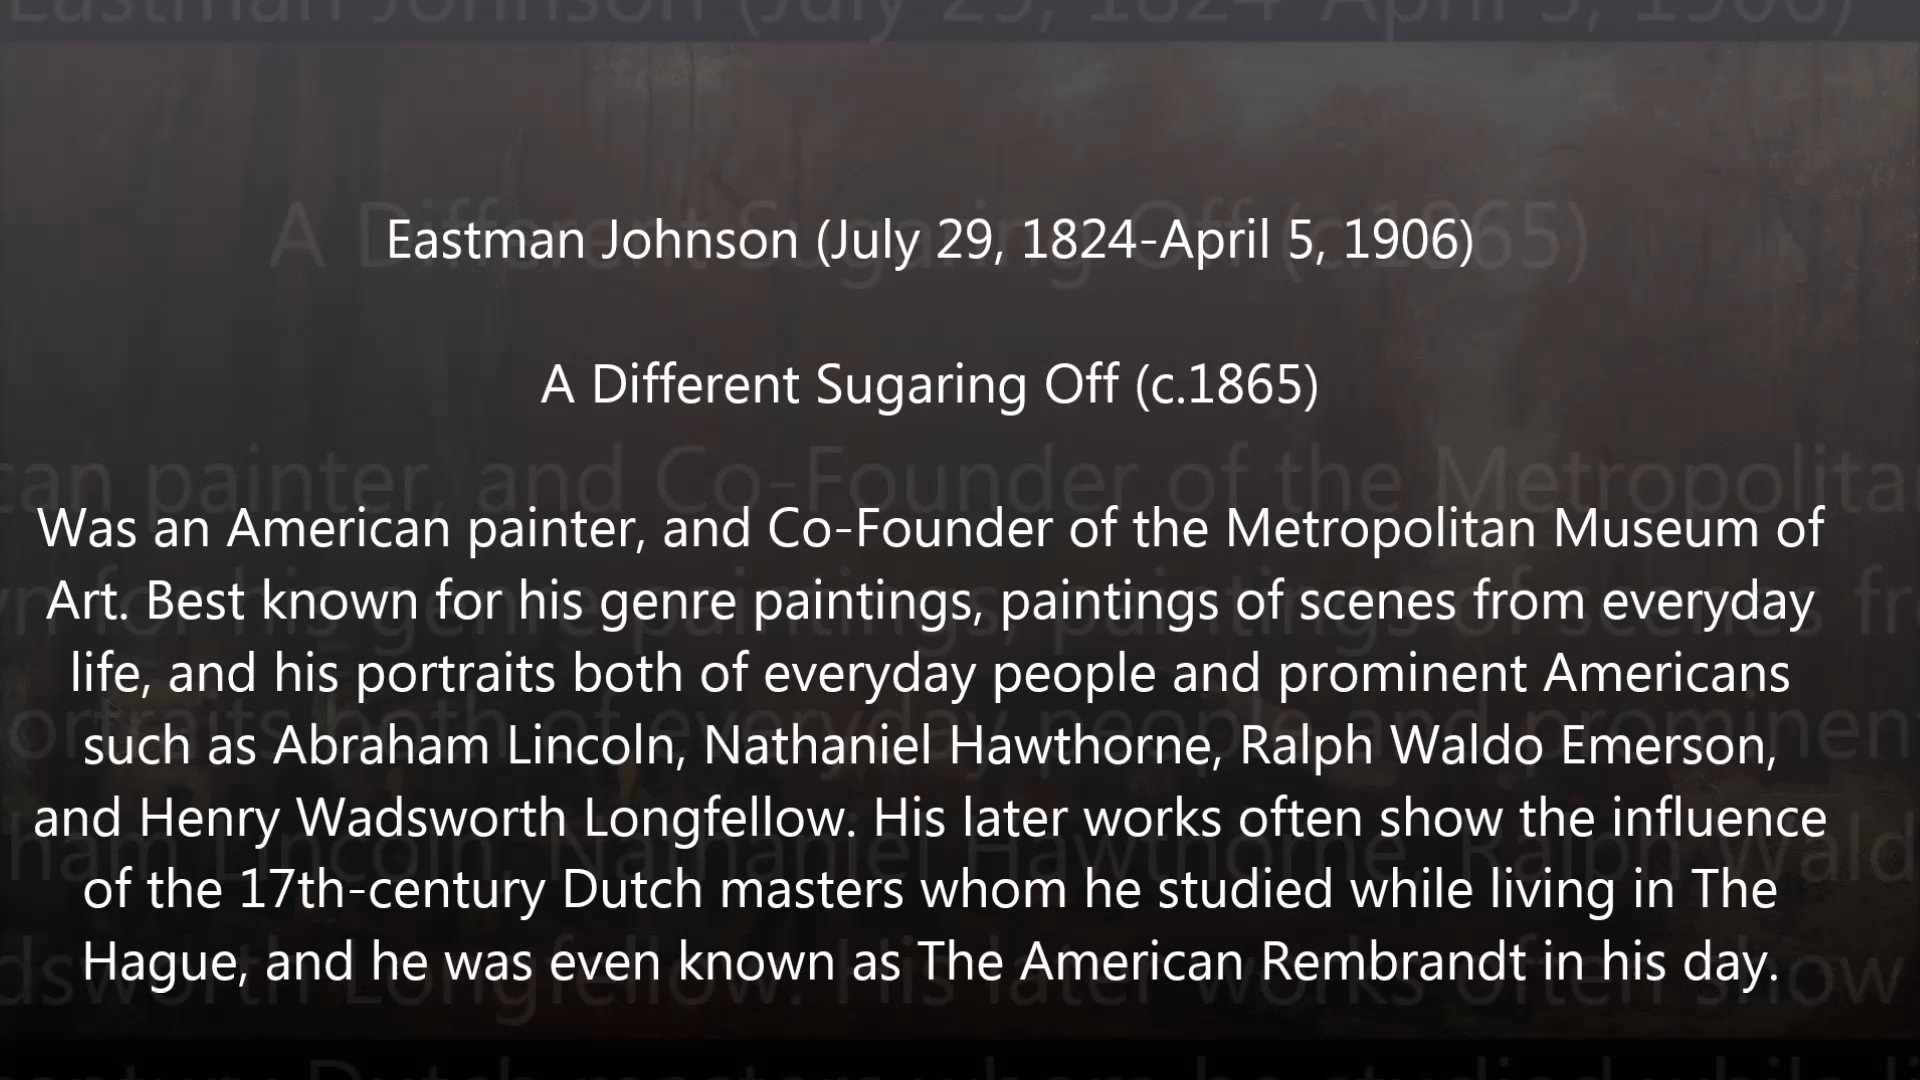 Eastman Johnson (July 29, 1824-April 5, 1906)
A Different Sugaring Off (c.1865)
Was an American painter, and Co-Founder of the Metropolitan Museum of
Art. Best known for his genre paintings, paintings of scenes from everyday
life, and his portraits both of everyday people and prominent Americans
such as Abraham Lincoln, Nathaniel Hawthorne, Ralph Waldo Emerson,
and Henry Wadsworth Longfellow. His later works often show the influence
of the 17th-century Dutch masters whom he studied while living in The
Hague, and he was even known as The American Rembrandt in his day.